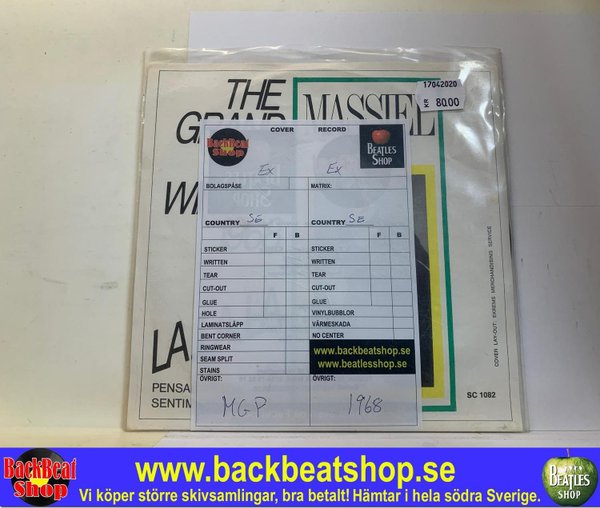 THE
GRAND
MASSIEL
17042020
KR 80.00
BackBeat
Shop
COVER
RECORD
BEATLES
SHOP
Ex
Ex
BOLAGSPÅSE
MATRIX:
COUNTRY SE
COUNTRY SE
F B
F B
STICKER
STICKER
WRITTEN
WRITTEN
TEAR
TEAR
CUT-OUT
CUT-OUT
GLUE
GLUE
HOLE
VINYLBUBBLOR
LAMINATSLÄPP
VÄRMESKADA
BENT CORNER
NO CENTER
RINGWEAR
www.backbeatshop.se
SEAM SPLIT
www.beatlesshop.se
STAINS
ÖVRIGT:
ÖVRIGT:
MGP
1968
LA
PENSA
SENTIM
COVER LAY-OUT: EKREMS MERCHANDISING SERVICE
SC 1082
BackBeat
Shop
www.backbeatshop.se
Vi köper större skivsamlingar, bra betalt! Hämtar i hela södra Sverige.
BEATLES
SHOP